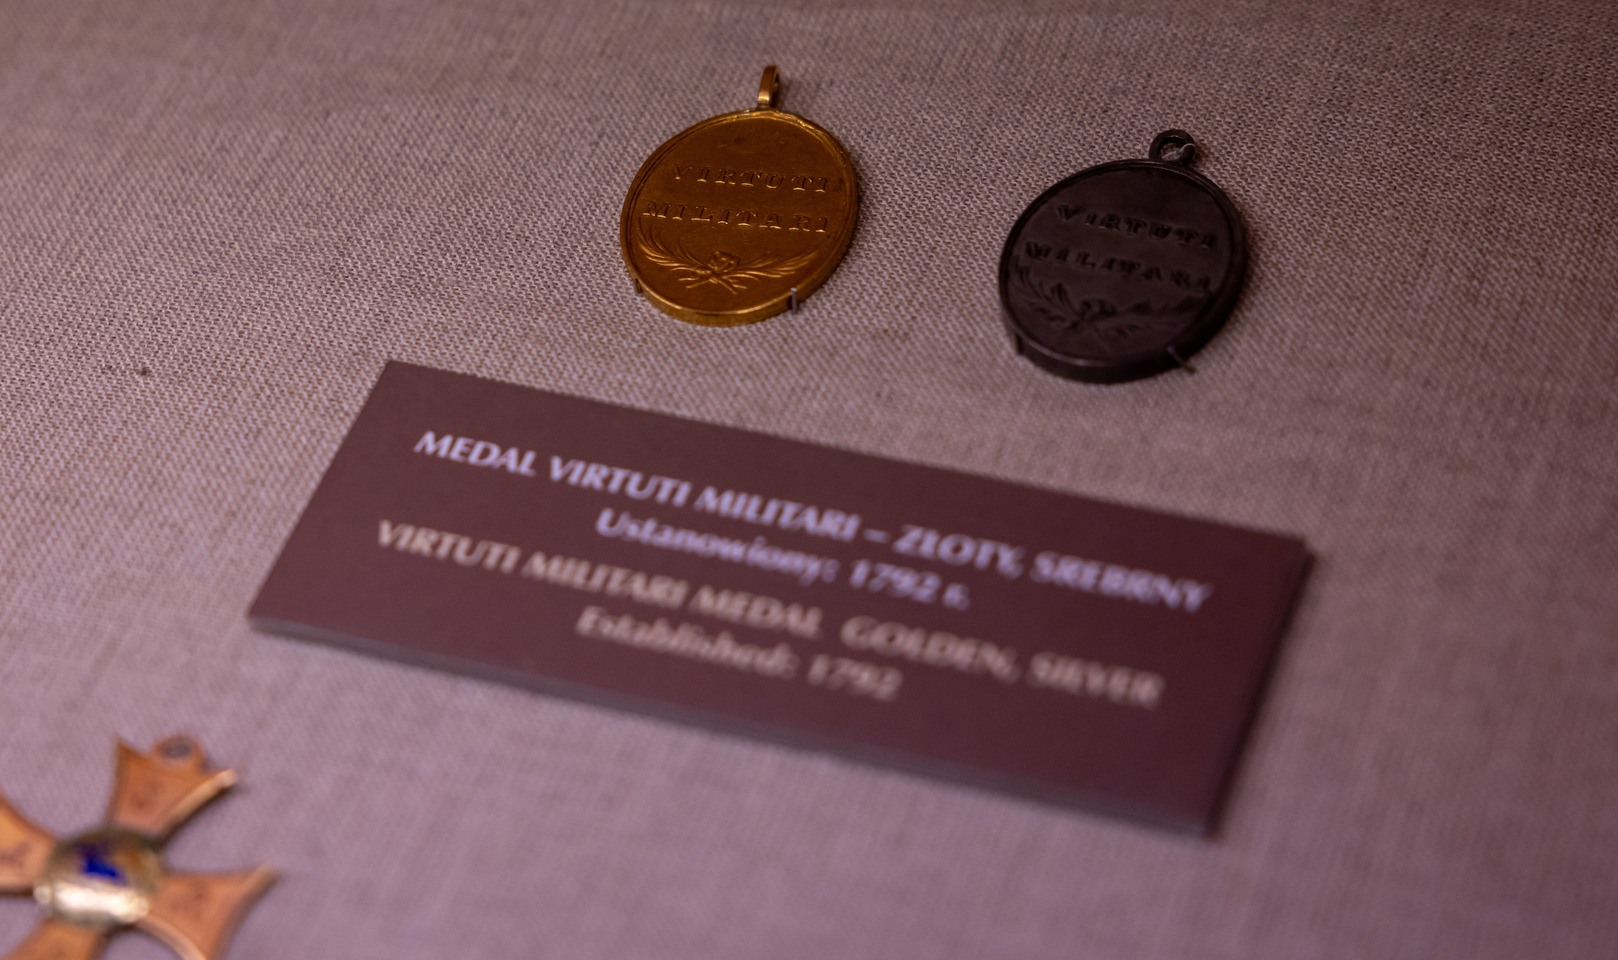 VIRTUTI
MILITARI
VIRTUTI
MILITARI
MEDAL VIRTUTI MILITARI – ZŁOTY, SREBRNY
Ustanowiony: 1792 r.
VIRTUTI MILITARI MEDAL GOLDEN, SILVER
Established: 1792